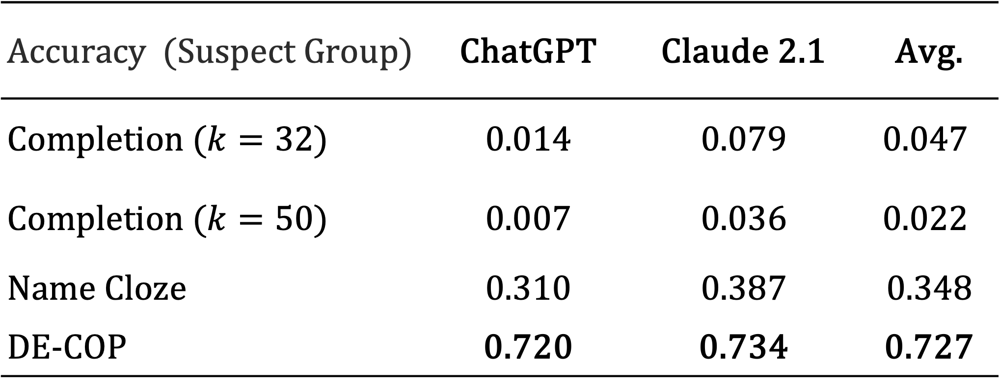 Accuracy (Suspect Group) ChatGPT Claude 2.1 Avg.
Completion (k = 32) 0.014 0.079 0.047
Completion (k = 50) 0.007 0.036 0.022
Name Cloze 0.310 0.387 0.348
DE-COP 0.720 0.734 0.727